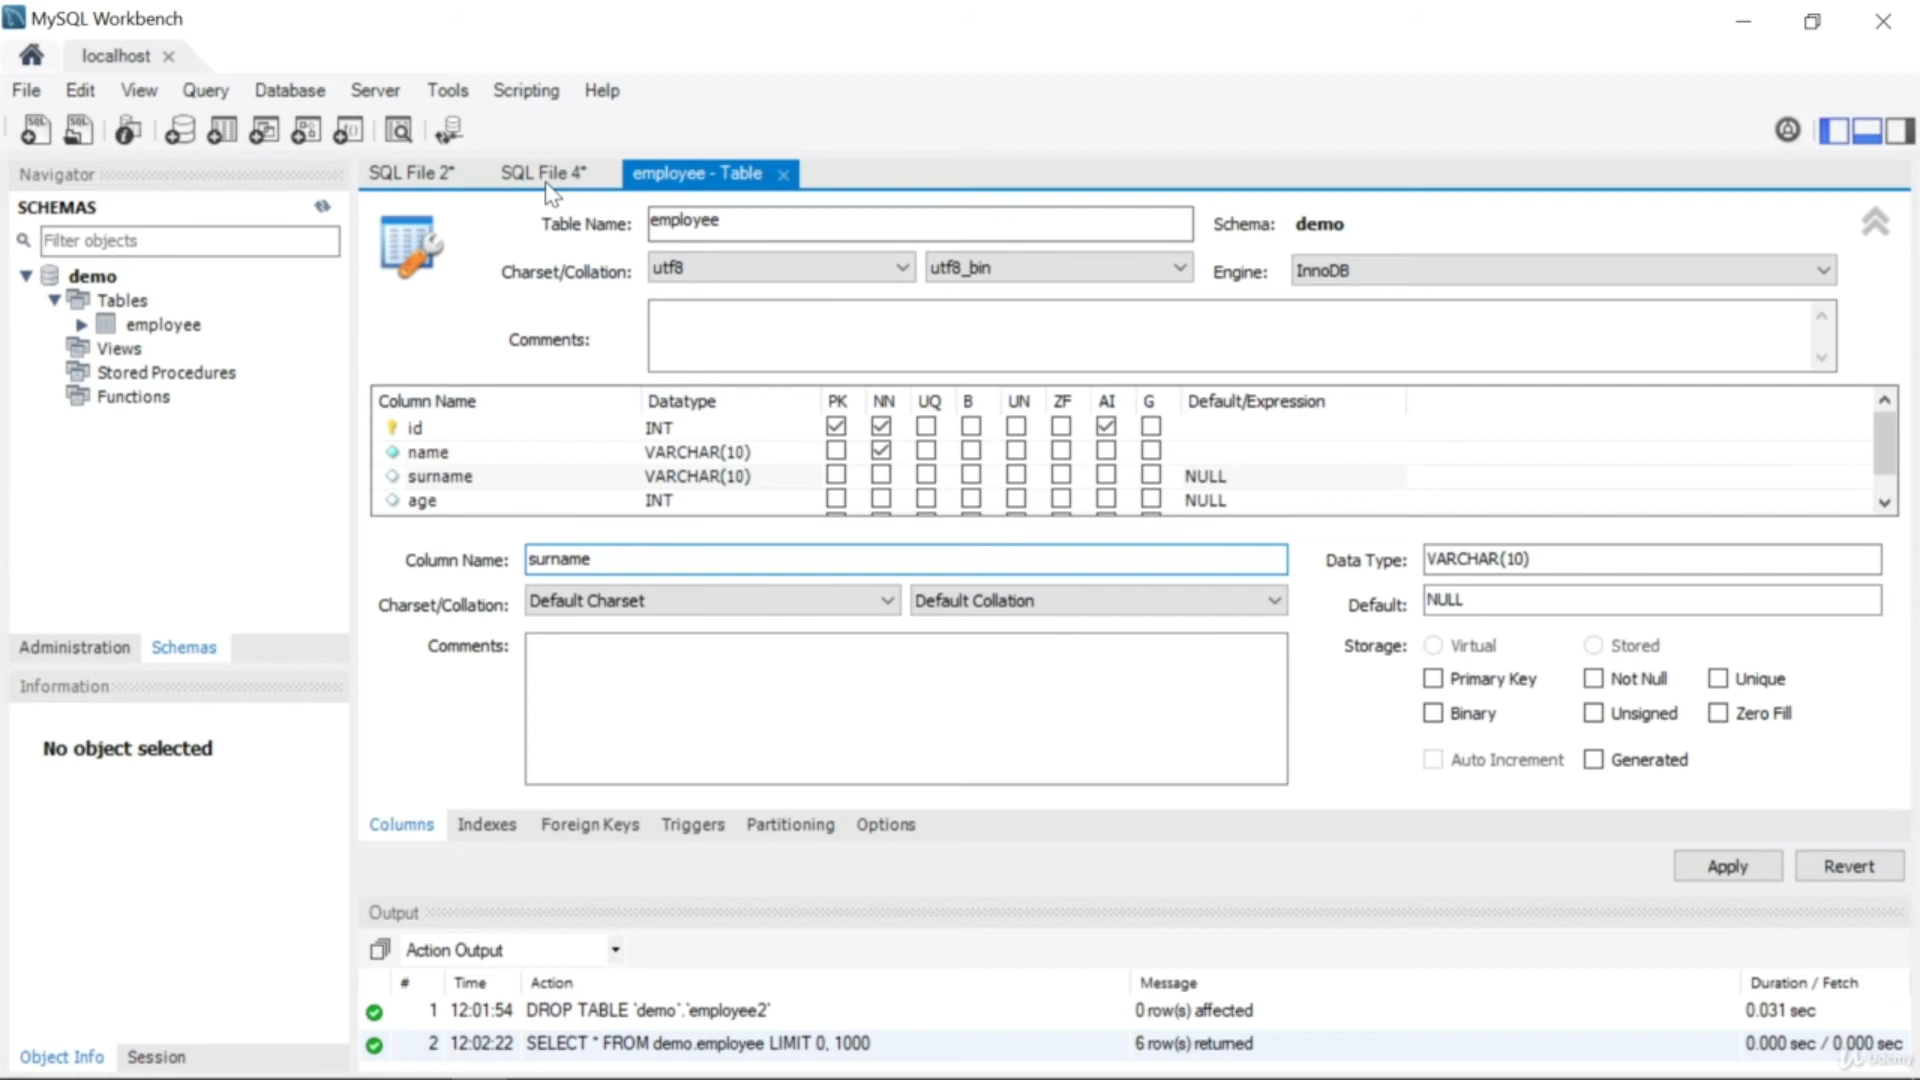 MySQL Workbench
localhost
File Edit View Query Database Server Tools Scripting Help
Navigator
SCHEMAS
Filter objects
demo
Tables
employee
Views
Stored Procedures
Functions
Administration Schemas
Information
No object selected
Object Info Session
SQL File 2* SQL File 4* employee - Table
Table Name: employee Schema: demo
Charset/Collation: utf8 utf8_bin Engine: InnoDB
Comments:
Column Name Datatype PK NN UQ B UN ZF AI G Default/Expression
id INT
name VARCHAR(10)
surname VARCHAR(10) NULL
age INT NULL
Column Name: surname Data Type: VARCHAR(10)
Charset/Collation: Default Charset Default Collation Default: NULL
Comments: Storage: Virtual Stored
Primary Key Not Null Unique
Binary Unsigned Zero Fill
Auto Increment Generated
Columns Indexes Foreign Keys Triggers Partitioning Options
Apply Revert
Output
Action Output
# Time Action Message Duration / Fetch
1 12:01:54 DROP TABLE `demo`.`employee2` 0 row(s) affected 0.031 sec
2 12:02:22 SELECT * FROM demo.employee LIMIT 0, 1000 6 row(s) returned 0.000 sec / 0.000 sec
Udemy